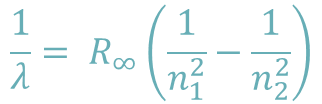 1/λ = R∞ (1/n₁² − 1/n₂²)